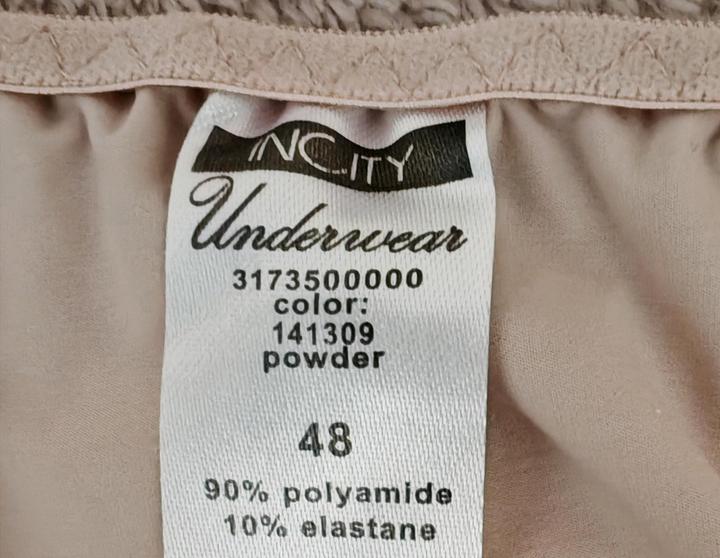 INCITY
Underwear
3173500000
color:
141309
powder
48
90% polyamide
10% elastane